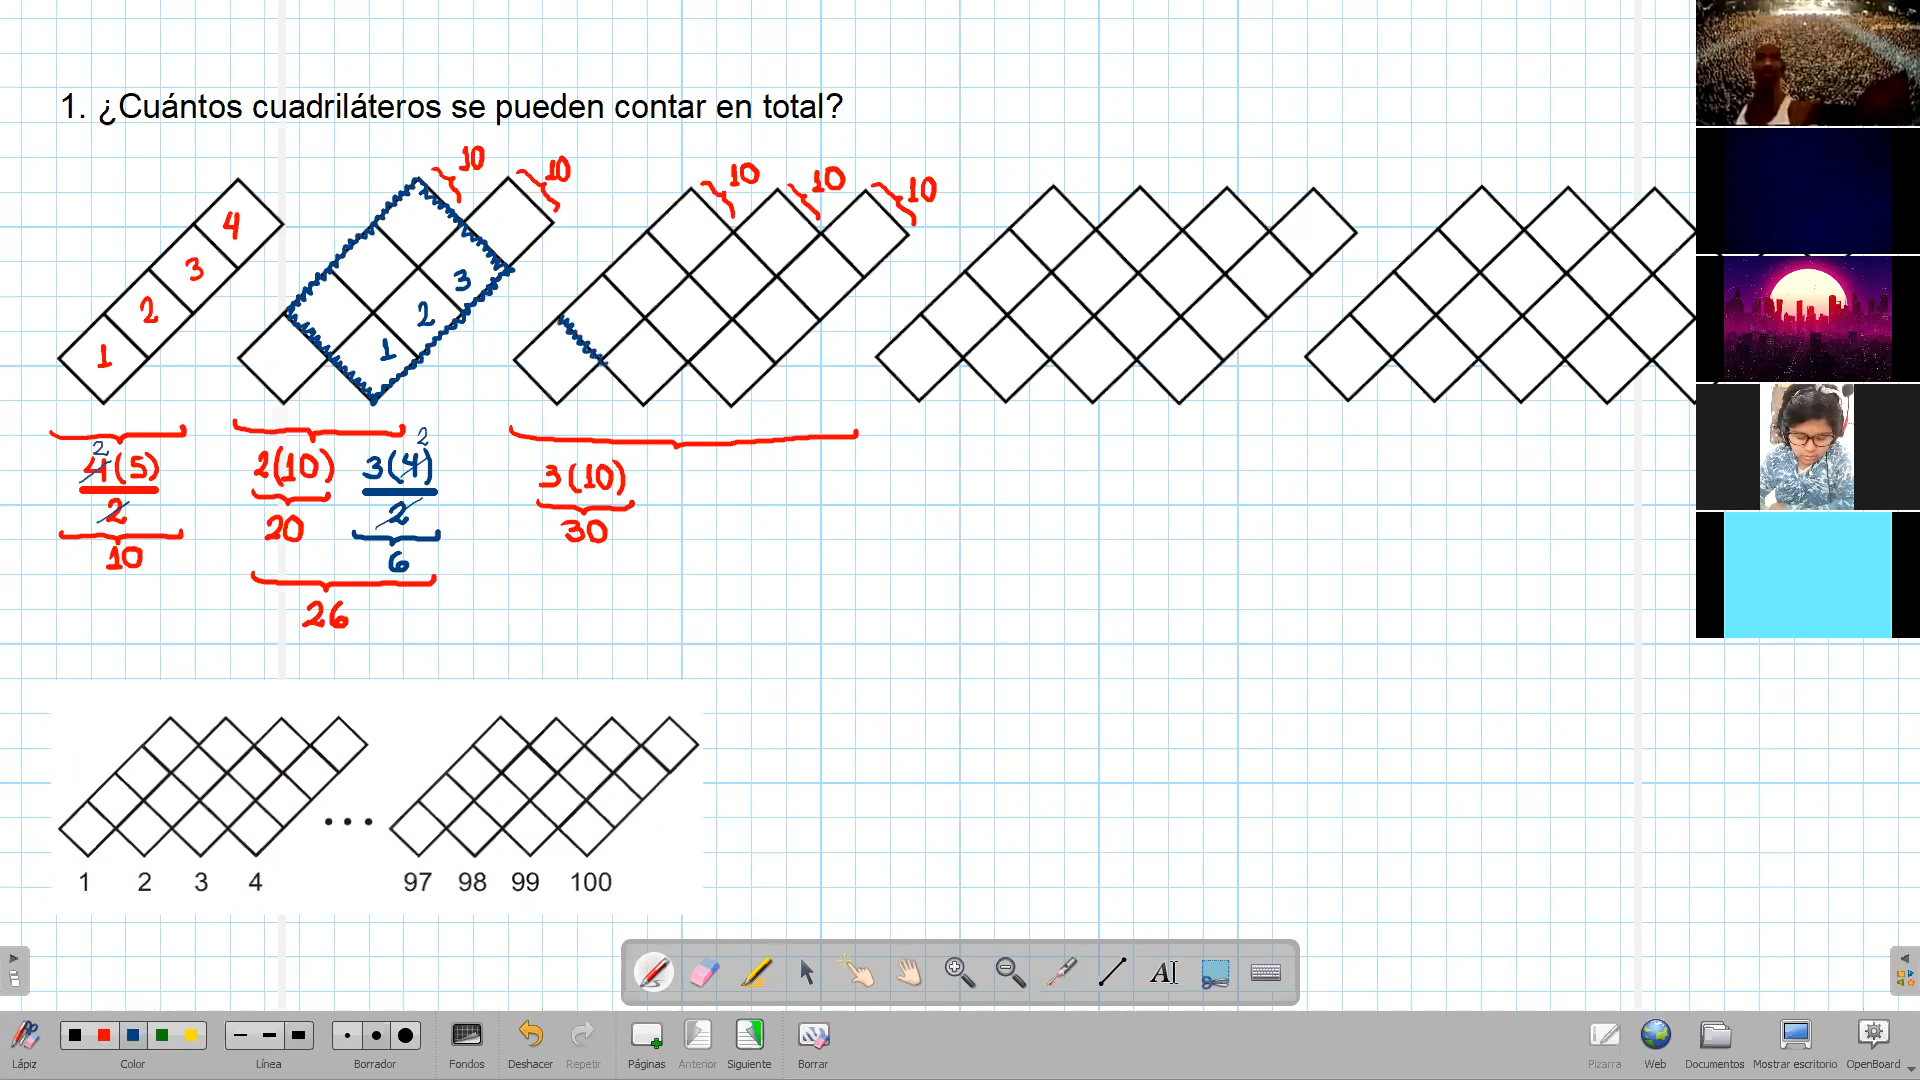 1. ¿Cuántos cuadriláteros se pueden contar en total?
10 10 10 10 10
4
3
2
1
3
2
1
2 2
4(5) 2(10) 3(4) 3(10)
2 20 2 30
10 6
26
1 2 3 4 97 98 99 100
Lápiz Color Línea Borrador Fondos Deshacer Repetir Páginas Anterior Siguiente Borrar Pizarra Web Documentos Mostrar escritorio OpenBoard